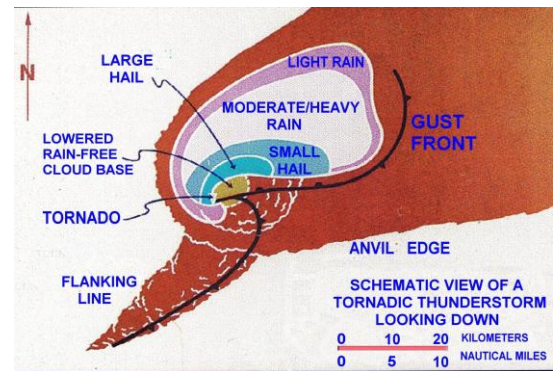 N
LARGE
HAIL
LIGHT RAIN
MODERATE/HEAVY
RAIN
GUST
FRONT
LOWERED
RAIN-FREE
CLOUD BASE
SMALL
HAIL
TORNADO
ANVIL EDGE
FLANKING
LINE
SCHEMATIC VIEW OF A
TORNADIC THUNDERSTORM
LOOKING DOWN
0 10 20 KILOMETERS
0 5 10 NAUTICAL MILES